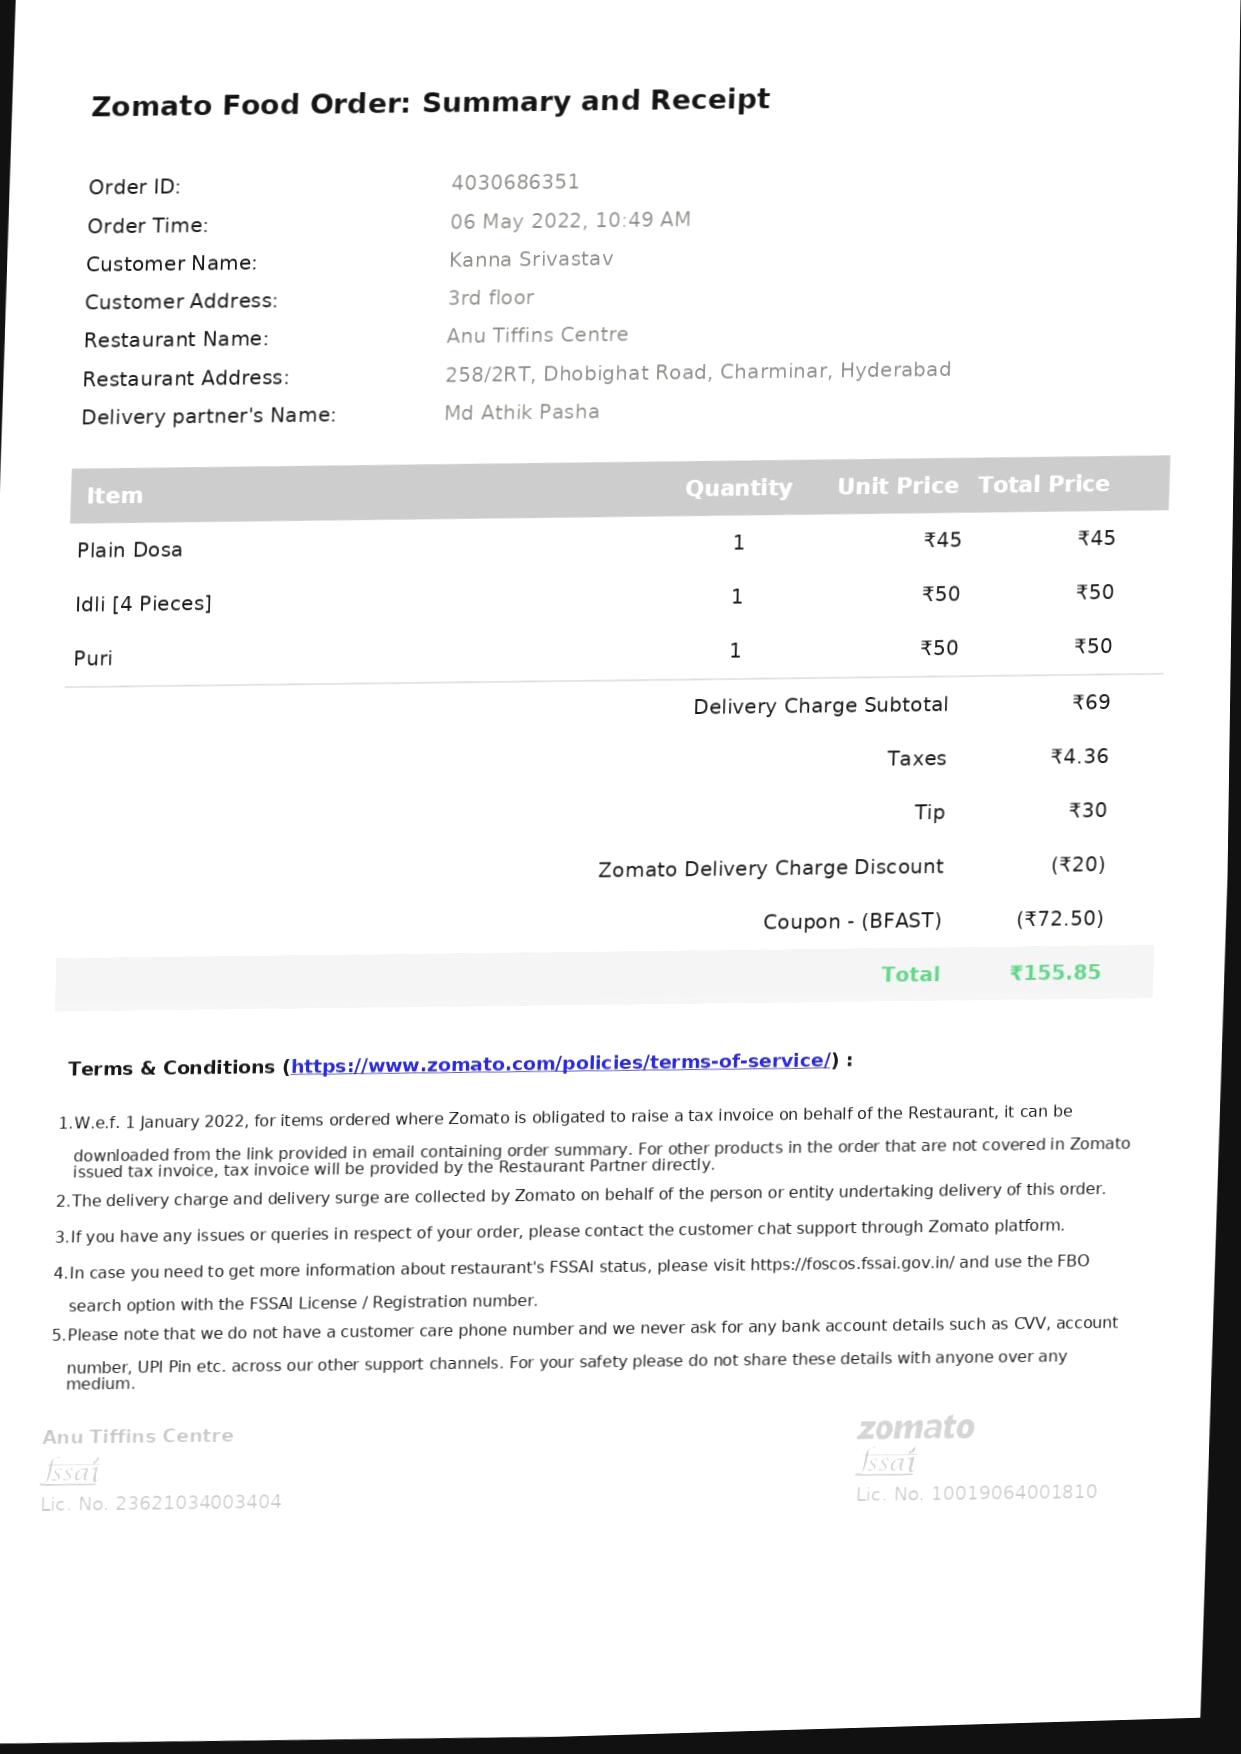 Zomato Food Order: Summary and Receipt
Order ID: 4030686351
Order Time: 06 May 2022, 10:49 AM
Customer Name: Kanna Srivastav
Customer Address: 3rd floor
Restaurant Name: Anu Tiffins Centre
Restaurant Address: 258/2RT, Dhobighat Road, Charminar, Hyderabad
Delivery partner's Name: Md Athik Pasha
Item Quantity Unit Price Total Price
Plain Dosa 1 ₹45 ₹45
Idli [4 Pieces] 1 ₹50 ₹50
Puri 1 ₹50 ₹50
Delivery Charge Subtotal ₹69
Taxes ₹4.36
Tip ₹30
Zomato Delivery Charge Discount (₹20)
Coupon - (BFAST) (₹72.50)
Total ₹155.85
Terms & Conditions (https://www.zomato.com/policies/terms-of-service/) :
1.W.e.f. 1 January 2022, for items ordered where Zomato is obligated to raise a tax invoice on behalf of the Restaurant, it can be
downloaded from the link provided in email containing order summary. For other products in the order that are not covered in Zomato
issued tax invoice, tax invoice will be provided by the Restaurant Partner directly.
2.The delivery charge and delivery surge are collected by Zomato on behalf of the person or entity undertaking delivery of this order.
3.If you have any issues or queries in respect of your order, please contact the customer chat support through Zomato platform.
4.In case you need to get more information about restaurant's FSSAI status, please visit https://foscos.fssai.gov.in/ and use the FBO
search option with the FSSAI License / Registration number.
5.Please note that we do not have a customer care phone number and we never ask for any bank account details such as CVV, account
number, UPI Pin etc. across our other support channels. For your safety please do not share these details with anyone over any
medium.
Anu Tiffins Centre zomato
fssai fssai
Lic. No. 23621034003404 Lic. No. 10019064001810